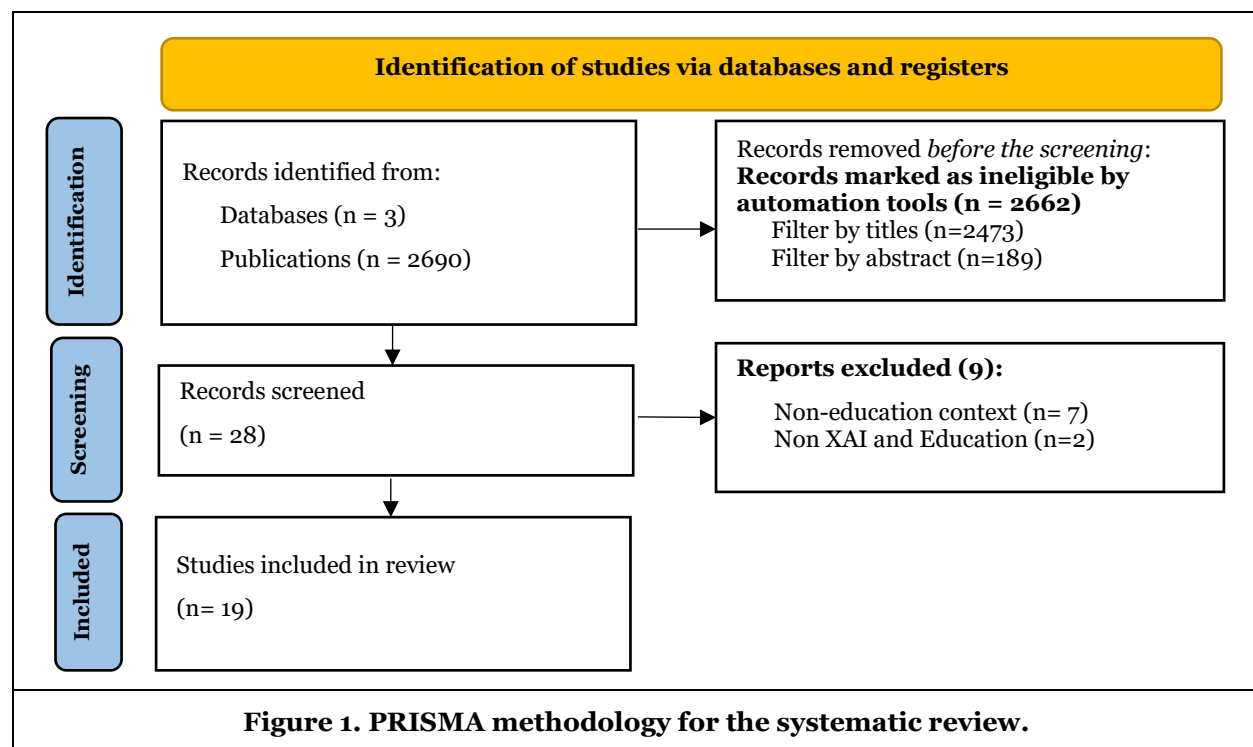 Identification of studies via databases and registers
Identification
Records identified from:
Databases (n = 3)
Publications (n = 2690)
Records removed before the screening:
Records marked as ineligible by
automation tools (n = 2662)
Filter by titles (n=2473)
Filter by abstract (n=189)
Screening
Records screened
(n = 28)
Reports excluded (9):
Non-education context (n= 7)
Non XAI and Education (n=2)
Included
Studies included in review
(n= 19)
Figure 1. PRISMA methodology for the systematic review.